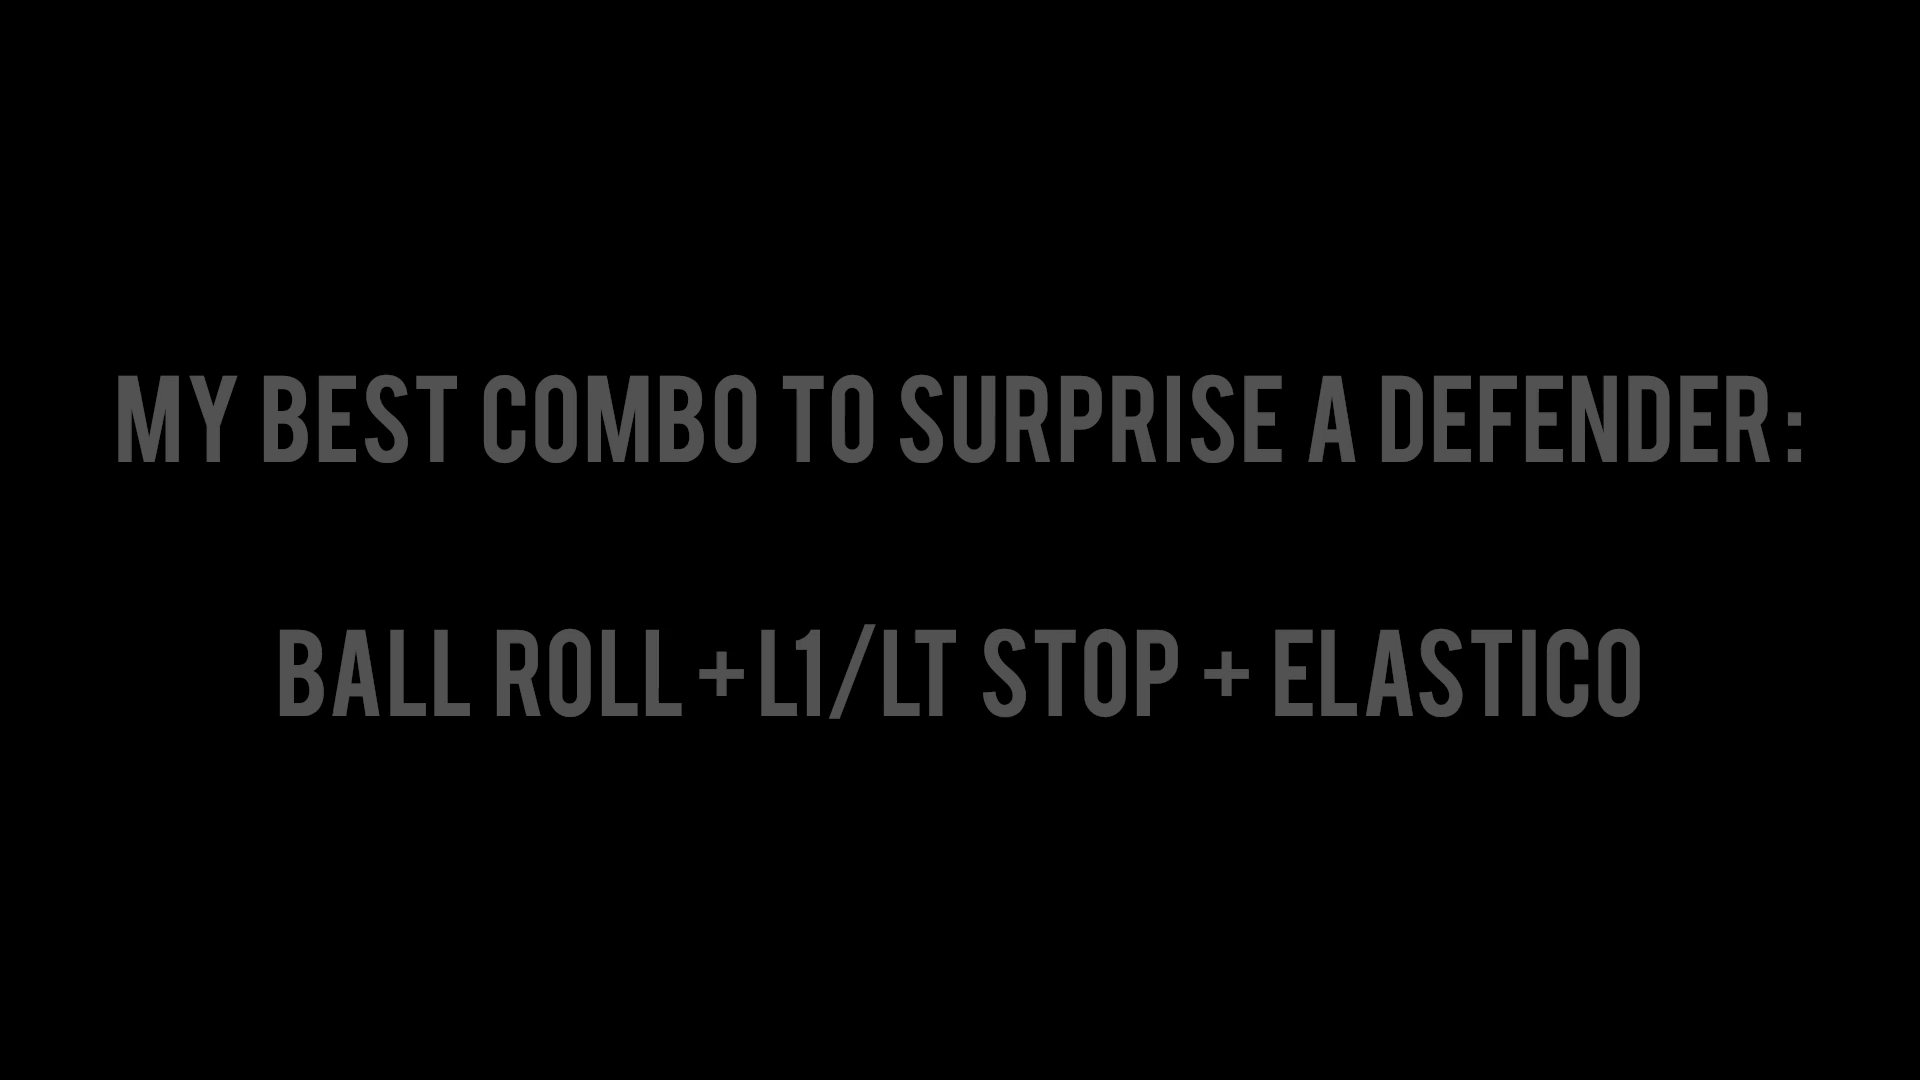 MY BEST COMBO TO SURPRISE A DEFENDER:
BALL ROLL + L1/LT STOP + ELASTICO